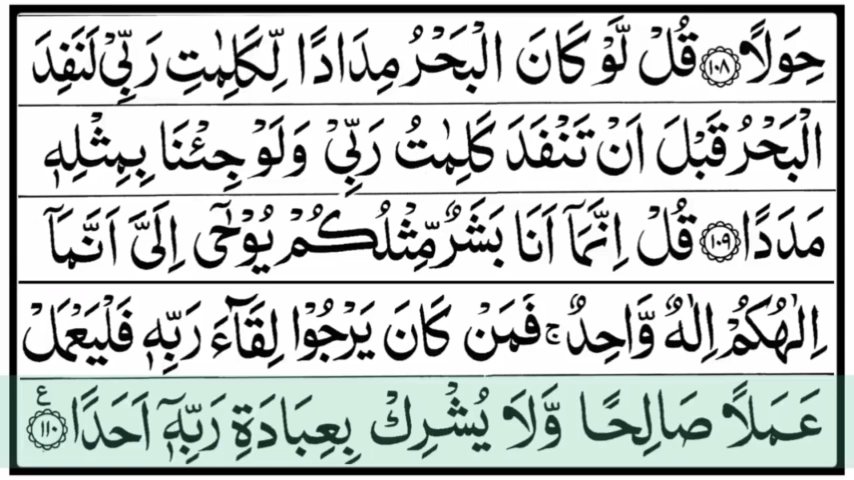 حِوَلًا ۝١٠٨ قُلْ لَّوْ كَانَ الْبَحْرُ مِدَادًا لِّكَلِمٰتِ رَبِّيْ لَنَفِدَ
الْبَحْرُ قَبْلَ اَنْ تَنْفَدَ كَلِمٰتُ رَبِّيْ وَلَوْ جِئْنَا بِمِثْلِهٖ
مَدَدًا ۝١٠٩ قُلْ اِنَّمَاۤ اَنَا بَشَرٌ مِّثْلُكُمْ يُوْحٰۤى اِلَيَّ اَنَّمَاۤ
اِلٰهُكُمْ اِلٰهٌ وَّاحِدٌ ۚ فَمَنْ كَانَ يَرْجُوْا لِقَآءَ رَبِّهٖ فَلْيَعْمَلْ
عَمَلًا صَالِحًا وَّلَا يُشْرِكْ بِعِبَادَةِ رَبِّهٖۤ اَحَدًا ۝١١٠ ع